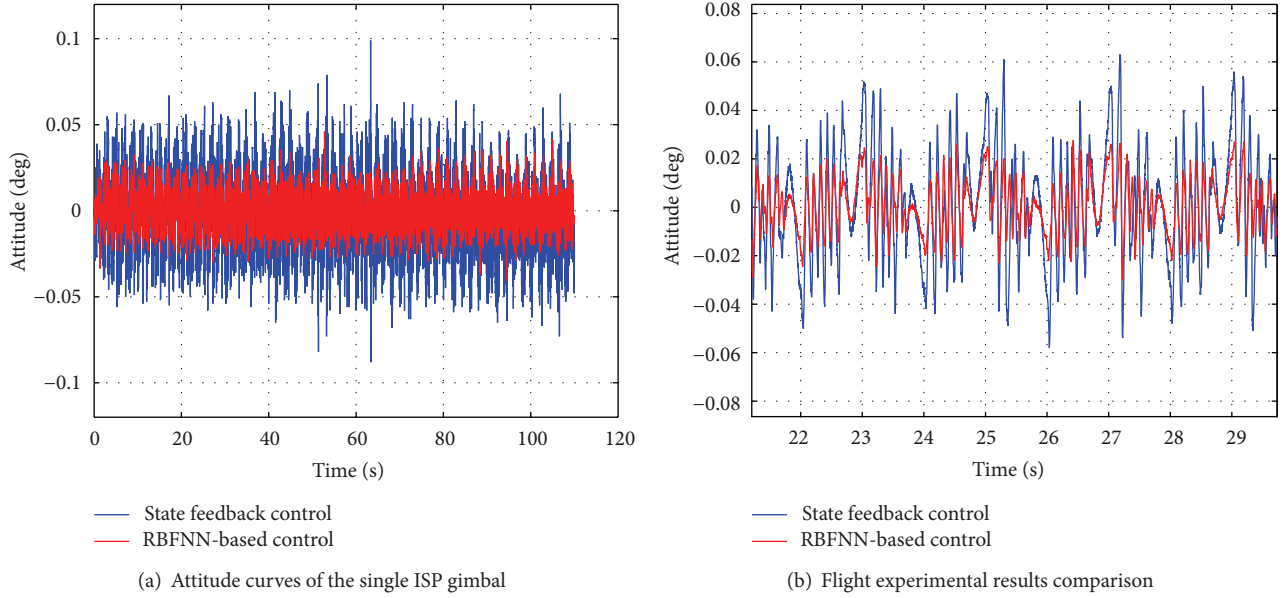 0.1
0.05
0
−0.05
−0.1
Attitude (deg)
0 20 40 60 80 100 120
Time (s)
State feedback control
RBFNN-based control
(a) Attitude curves of the single ISP gimbal
0.08
0.06
0.04
0.02
0
−0.02
−0.04
−0.06
−0.08
Attitude (deg)
22 23 24 25 26 27 28 29
Time (s)
State feedback control
RBFNN-based control
(b) Flight experimental results comparison